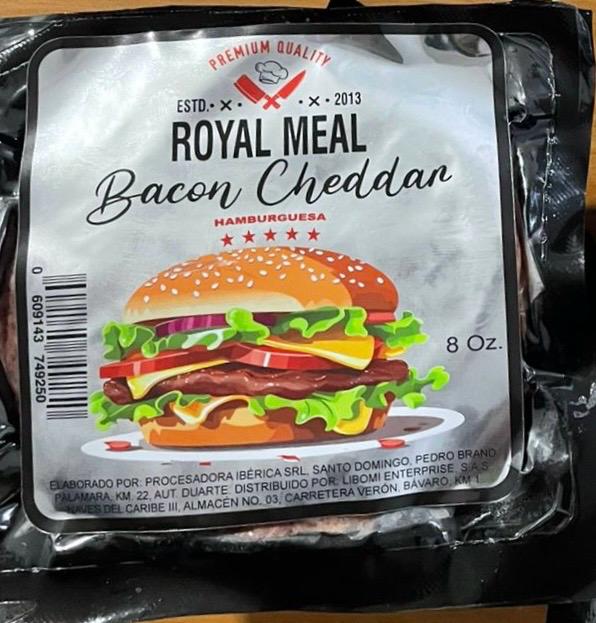 PREMIUM QUALITY
ESTD. • X • • X • 2013
ROYAL MEAL
Bacon Cheddar
HAMBURGUESA
8 Oz.
0 609143 749250
ELABORADO POR: PROCESADORA IBÉRICA SRL, SANTO DOMINGO, PEDRO BRAND
PALAMARA, KM. 22, AUT. DUARTE. DISTRIBUIDO POR: LIBOMI ENTERPRISE, S.A.S
NAVES DEL CARIBE III, ALMACÉN NO. 03, CARRETERA VERÓN, BÁVARO, KM 1